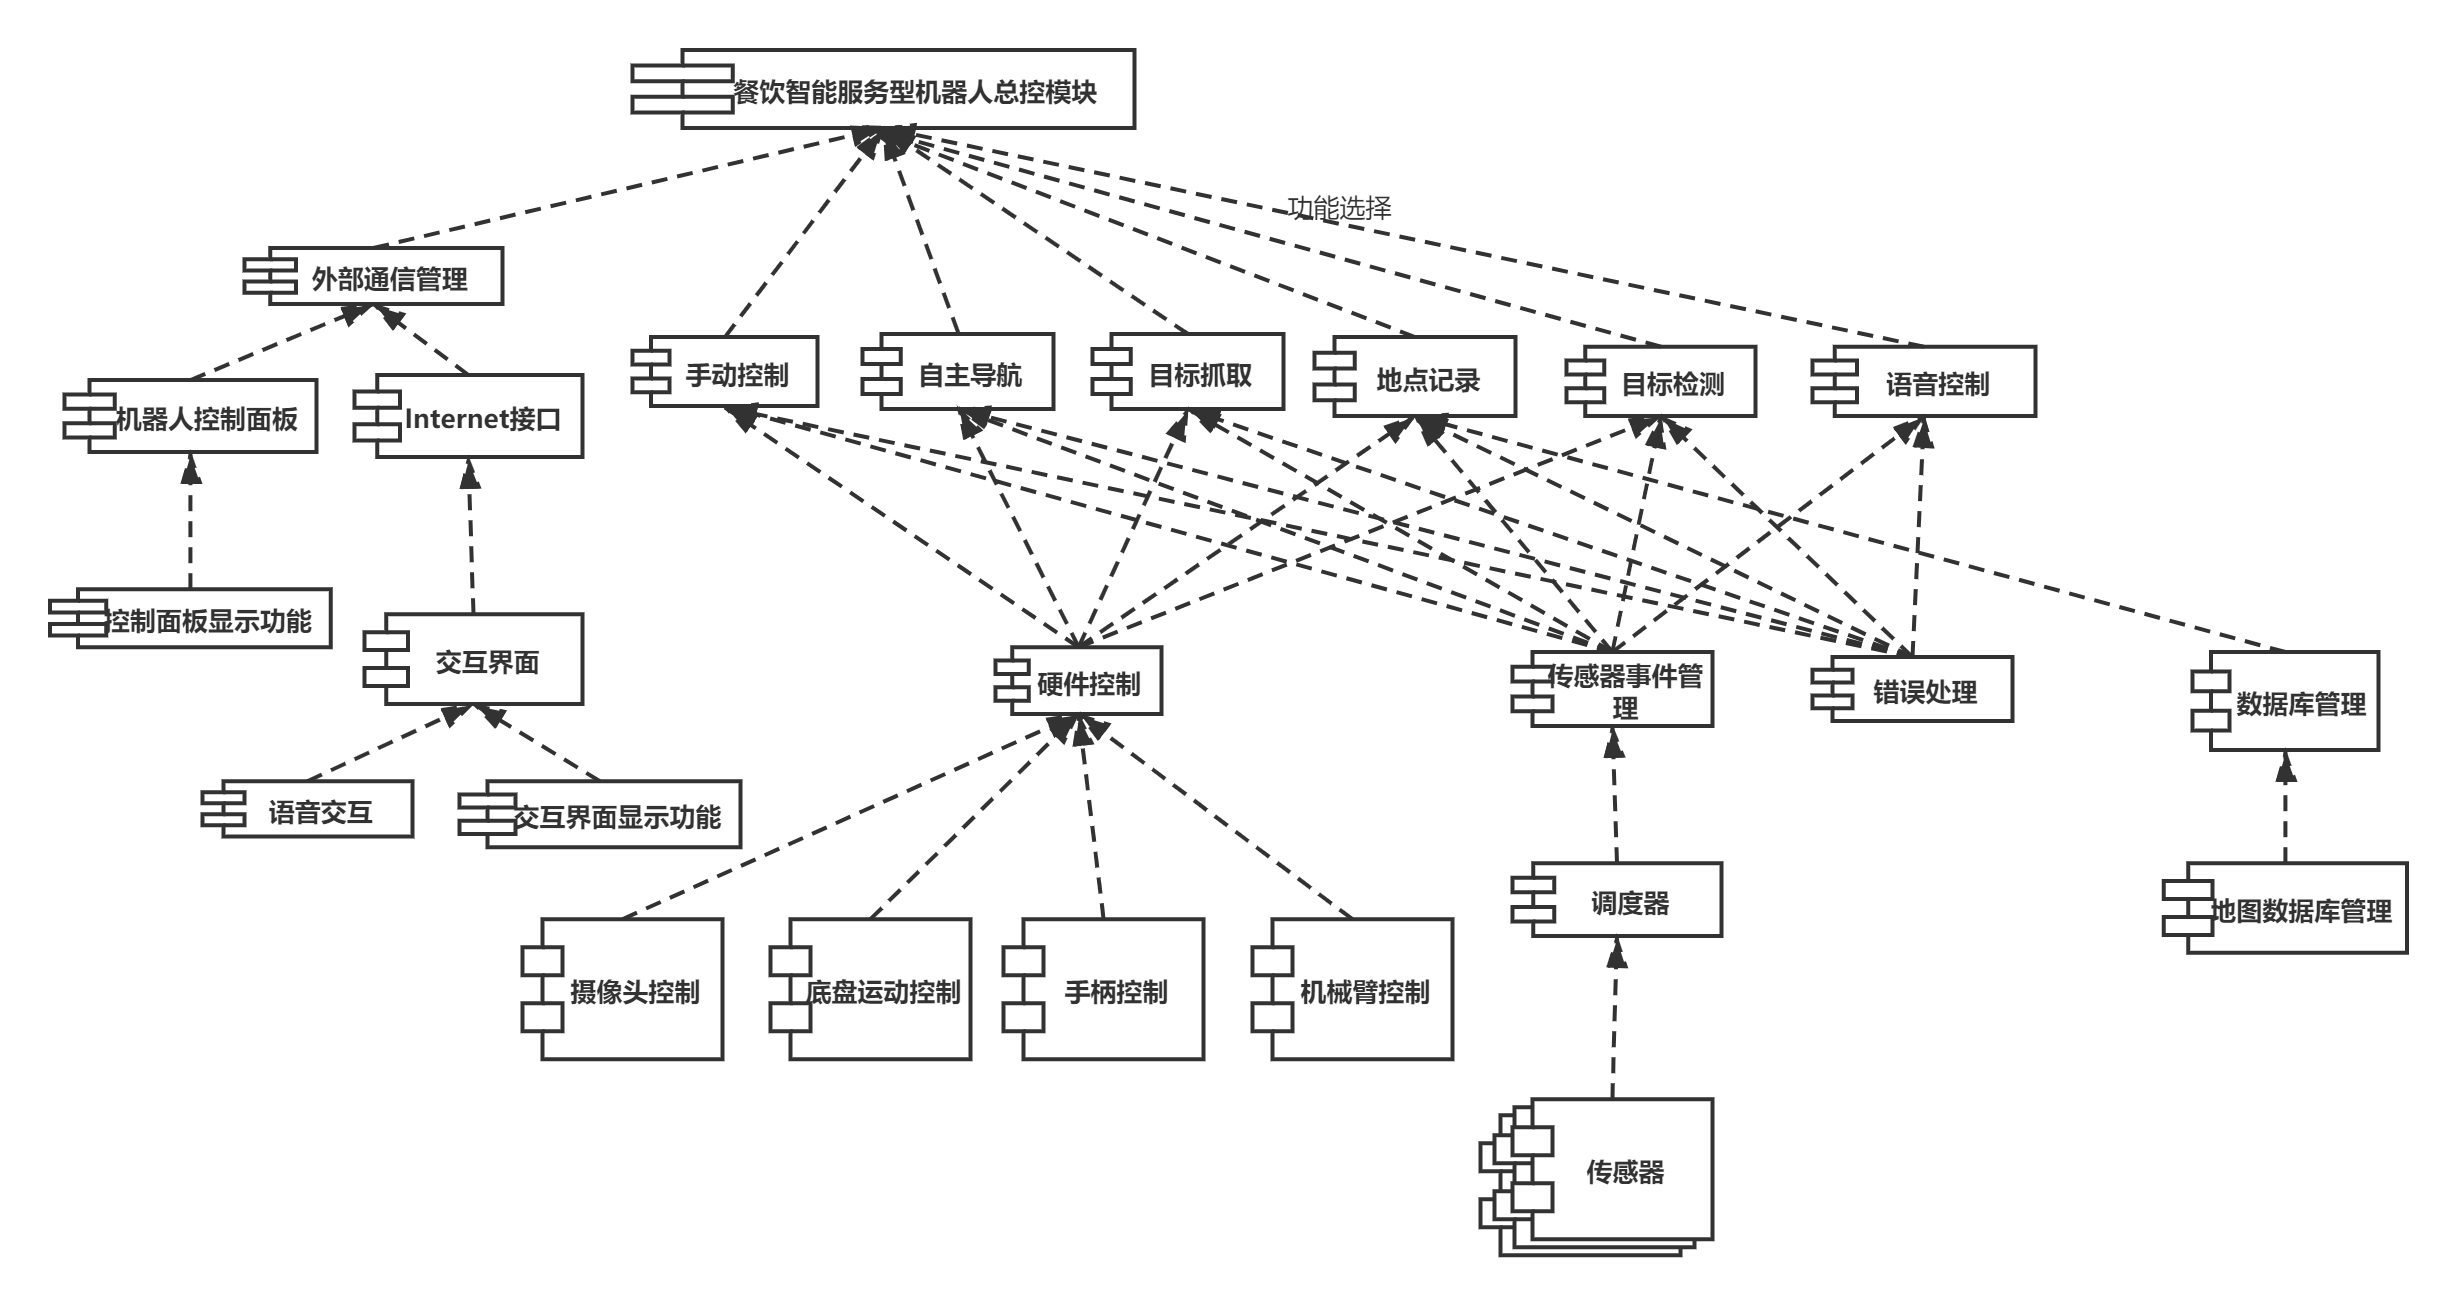 餐饮智能服务型机器人总控模块
功能选择
外部通信管理
手动控制
自主导航
目标抓取
地点记录
目标检测
语音控制
机器人控制面板
Internet接口
控制面板显示功能
交互界面
硬件控制
传感器事件管
理
错误处理
数据库管理
语音交互
交互界面显示功能
调度器
地图数据库管理
摄像头控制
底盘运动控制
手柄控制
机械臂控制
传感器